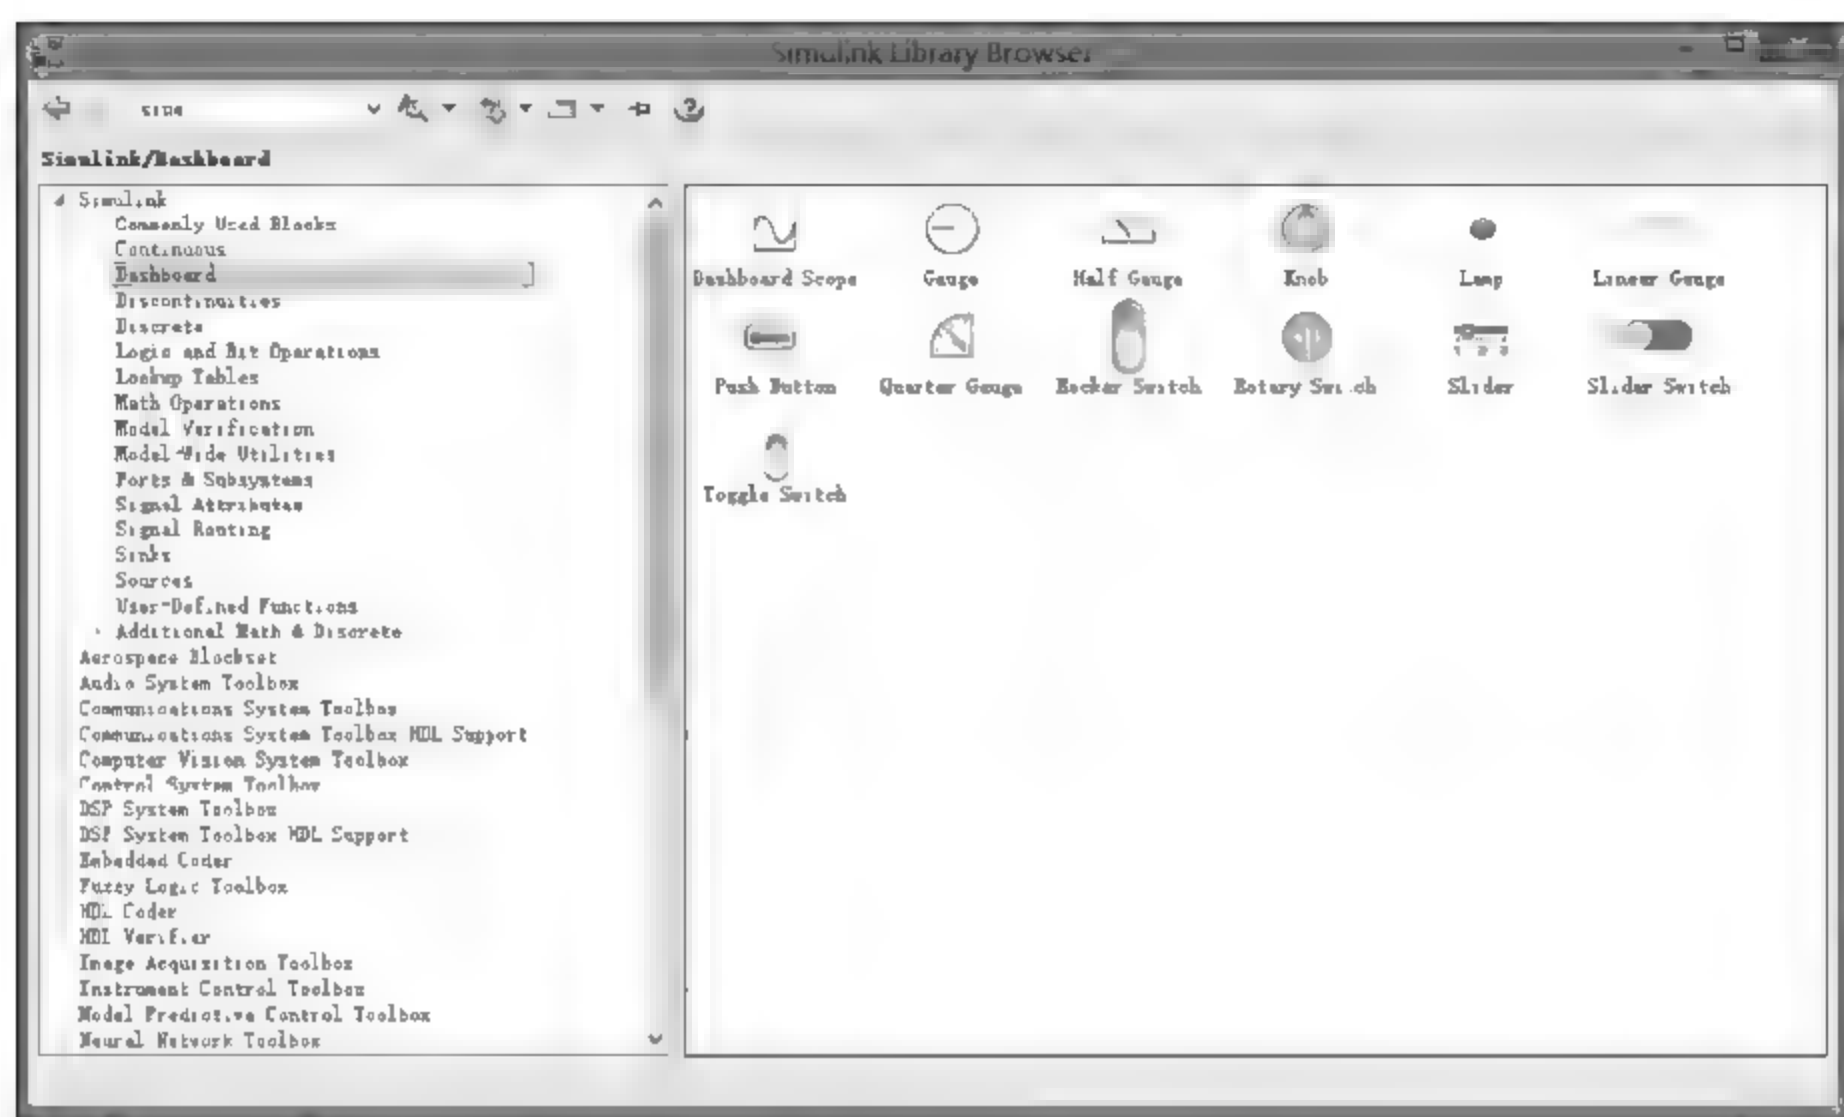 Simulink Library Browser
sine
Simulink/Dashboard
Simulink
Commonly Used Blocks
Continuous
Dashboard
Discontinuities
Discrete
Logic and Bit Operations
Lookup Tables
Math Operations
Model Verification
Model-Wide Utilities
Ports & Subsystems
Signal Attributes
Signal Routing
Sinks
Sources
User-Defined Functions
Additional Math & Discrete
Aerospace Blockset
Audio System Toolbox
Communications System Toolbox
Communications System Toolbox HDL Support
Computer Vision System Toolbox
Control System Toolbox
DSP System Toolbox
DSP System Toolbox HDL Support
Embedded Coder
Fuzzy Logic Toolbox
HDL Coder
HDL Verifier
Image Acquisition Toolbox
Instrument Control Toolbox
Model Predictive Control Toolbox
Neural Network Toolbox
Dashboard Scope Gauge Half Gauge Knob Lamp Linear Gauge
1 2 3
Push Button Quarter Gauge Rocker Switch Rotary Switch Slider Slider Switch
Toggle Switch